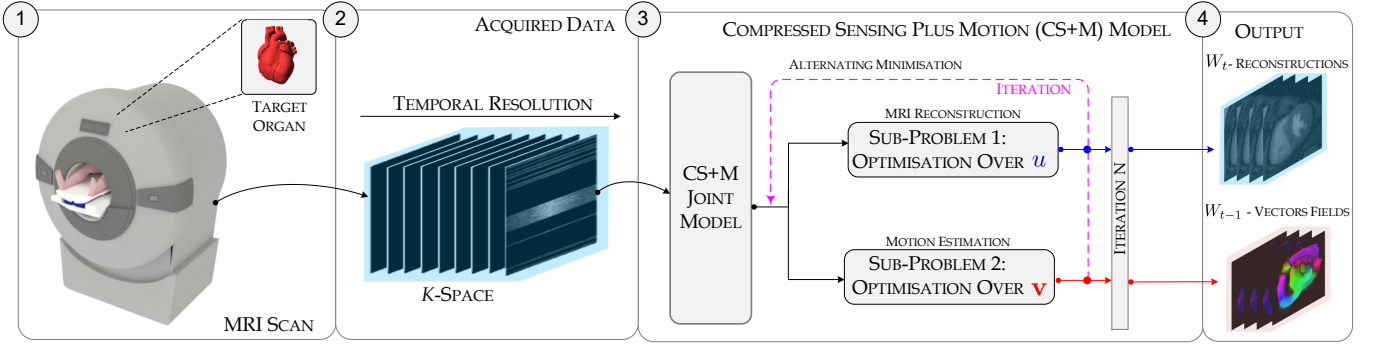 1
TARGET
ORGAN
MRI SCAN
2
ACQUIRED DATA
TEMPORAL RESOLUTION
K-SPACE
3
COMPRESSED SENSING PLUS MOTION (CS+M) MODEL
ALTERNATING MINIMISATION
ITERATION
CS+M
JOINT
MODEL
MRI RECONSTRUCTION
SUB-PROBLEM 1:
OPTIMISATION OVER u
MOTION ESTIMATION
SUB-PROBLEM 2:
OPTIMISATION OVER v
ITERATION N
4
OUTPUT
W_t- RECONSTRUCTIONS
W_{t−1} - VECTORS FIELDS